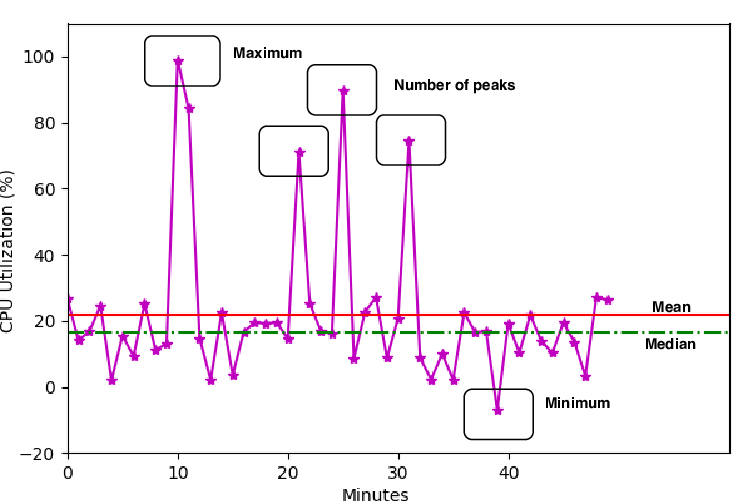 Maximum
Number of peaks
Mean
Median
Minimum
100
80
60
40
20
0
−20
0 10 20 30 40
CPU Utilization (%)
Minutes